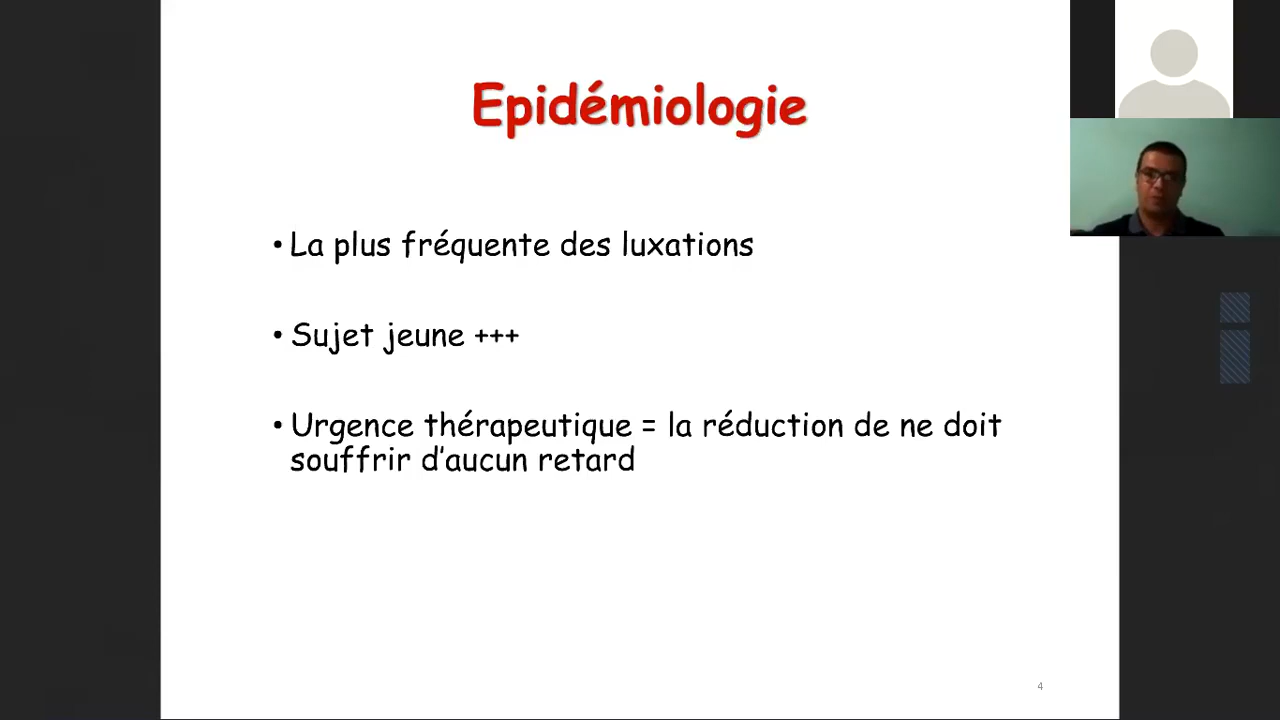 Epidémiologie
• La plus fréquente des luxations
• Sujet jeune +++
• Urgence thérapeutique = la réduction de ne doit
souffrir d’aucun retard
4